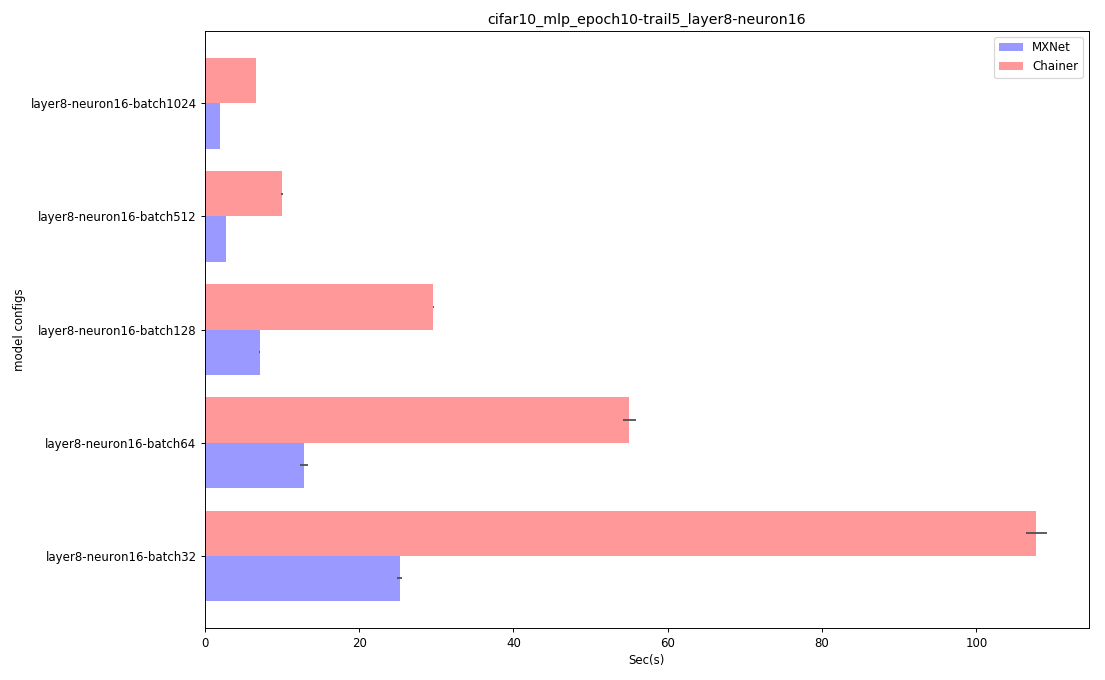 cifar10_mlp_epoch10-trail5_layer8-neuron16
MXNet
Chainer
layer8-neuron16-batch1024
layer8-neuron16-batch512
layer8-neuron16-batch128
layer8-neuron16-batch64
layer8-neuron16-batch32
model configs
0 20 40 60 80 100
Sec(s)